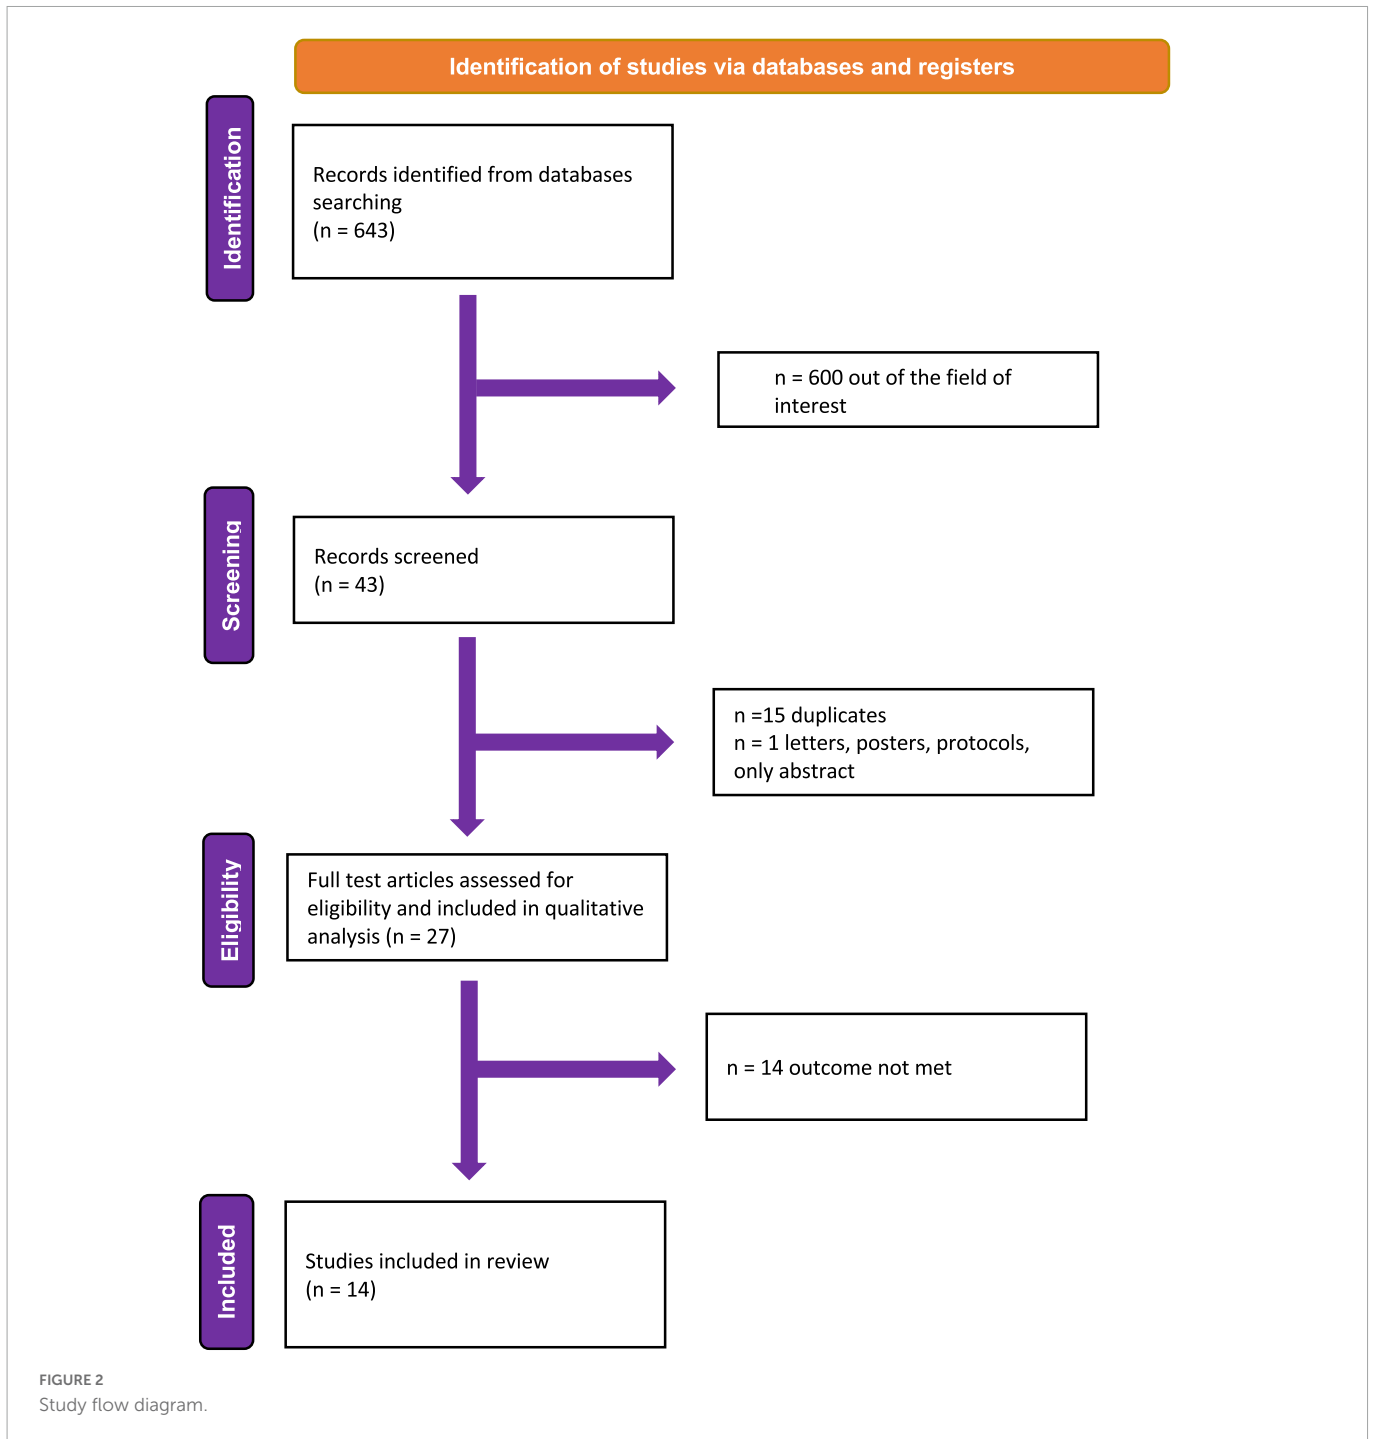 Identification of studies via databases and registers
Identification
Records identified from databases
searching
(n = 643)
n = 600 out of the field of
interest
Screening
Records screened
(n = 43)
n =15 duplicates
n = 1 letters, posters, protocols,
only abstract
Eligibility
Full test articles assessed for
eligibility and included in qualitative
analysis (n = 27)
n = 14 outcome not met
Included
Studies included in review
(n = 14)
FIGURE 2
Study flow diagram.